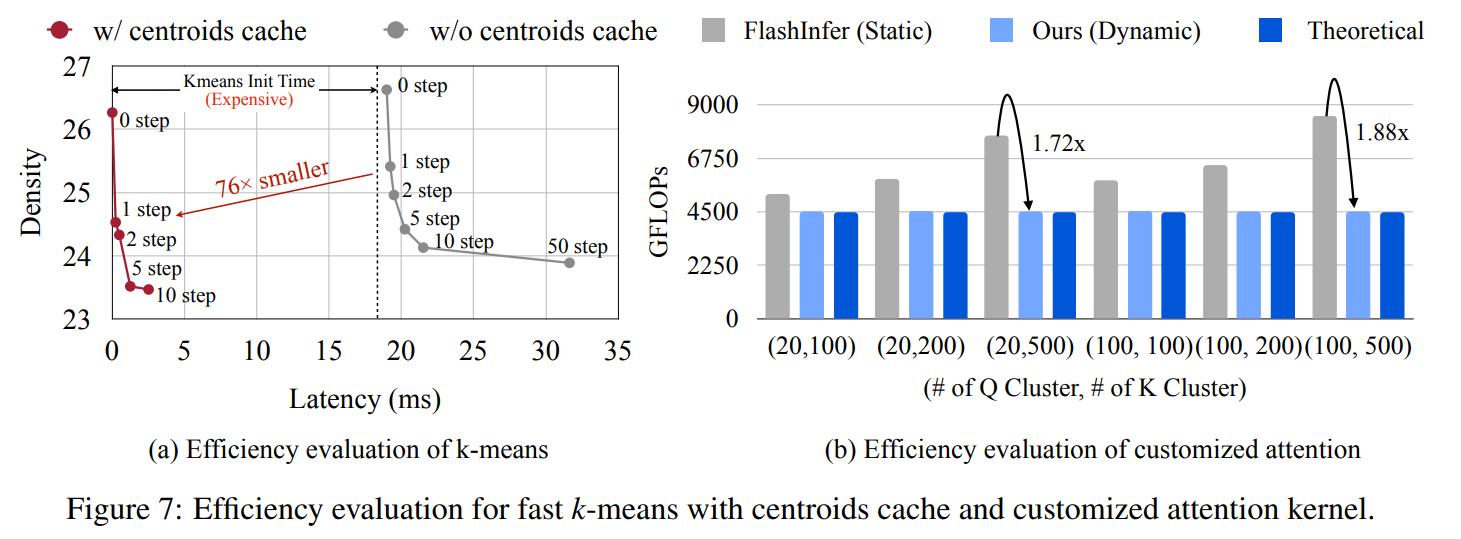 w/ centroids cache
w/o centroids cache
FlashInfer (Static)
Ours (Dynamic)
Theoretical
27
26
25
24
23
Density
Kmeans Init Time
(Expensive)
76× smaller
0 step
1 step
2 step
5 step
10 step
0 step
1 step
2 step
5 step
10 step
50 step
0
5
10
15
20
25
30
35
Latency (ms)
(a) Efficiency evaluation of k-means
9000
6750
4500
2250
0
GFLOPs
1.72x
1.88x
(20,100)
(20,200)
(20,500)
(100, 100)
(100, 200)
(100, 500)
(# of Q Cluster, # of K Cluster)
(b) Efficiency evaluation of customized attention
Figure 7: Efficiency evaluation for fast k-means with centroids cache and customized attention kernel.